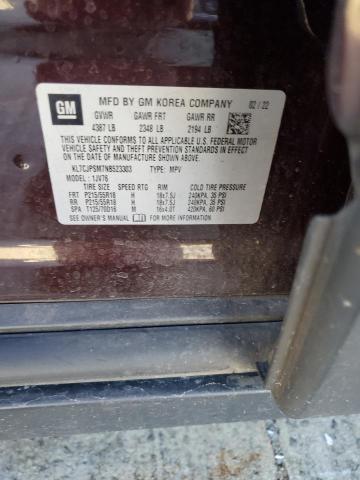 GM
MFD BY GM KOREA COMPANY 02 / 22
GVWR GAWR FRT GAWR RR
4387 LB 2348 LB 2194 LB
THIS VEHICLE CONFORMS TO ALL APPLICABLE U.S. FEDERAL MOTOR
VEHICLE SAFETY AND THEFT PREVENTION STANDARDS IN EFFECT ON
THE DATE OF MANUFACTURE SHOWN ABOVE.
KL7CJPSM7NB523303 TYPE: MPV
MODEL: 1JV76
TIRE SIZE SPEED RTG RIM COLD TIRE PRESSURE
FRT P215/55R18 H 18x7.5J 240KPA, 35 PSI
RR P215/55R18 H 18x7.5J 240KPA, 35 PSI
SPA T125/70D16 M 16x4.0T 420KPA, 60 PSI
SEE OWNER'S MANUAL